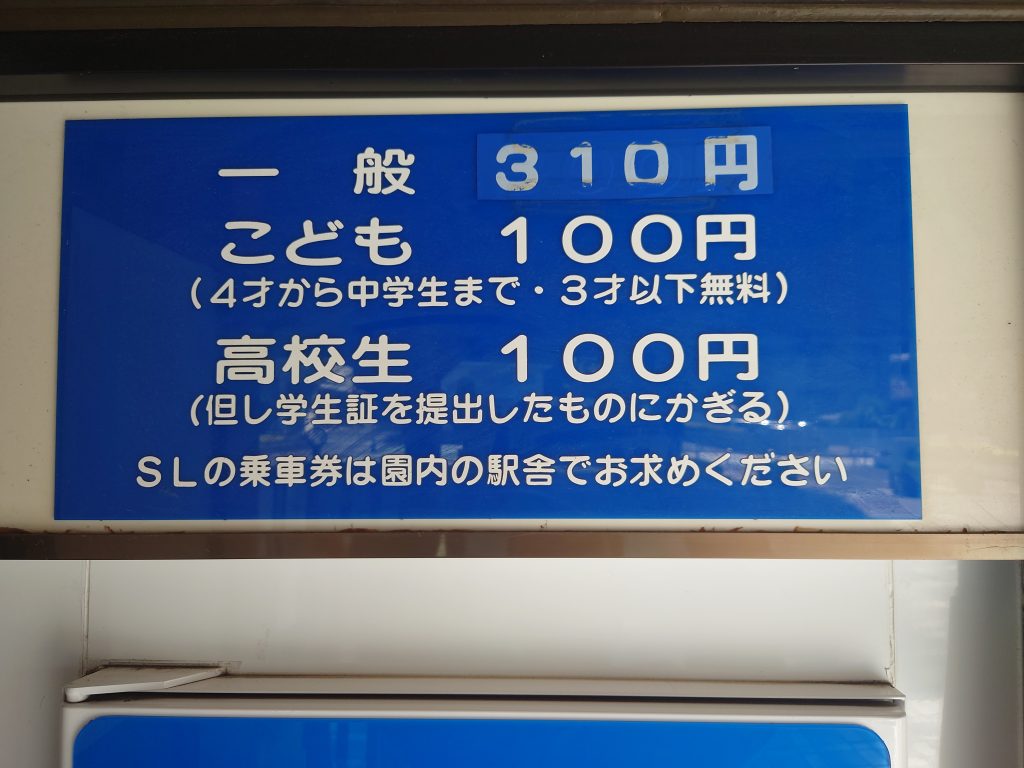 一　般　３１０円
こども　１００円
（４才から中学生まで・３才以下無料）
高校生　１００円
（但し学生証を提出したものにかぎる）
ＳＬの乗車券は園内の駅舎でお求めください